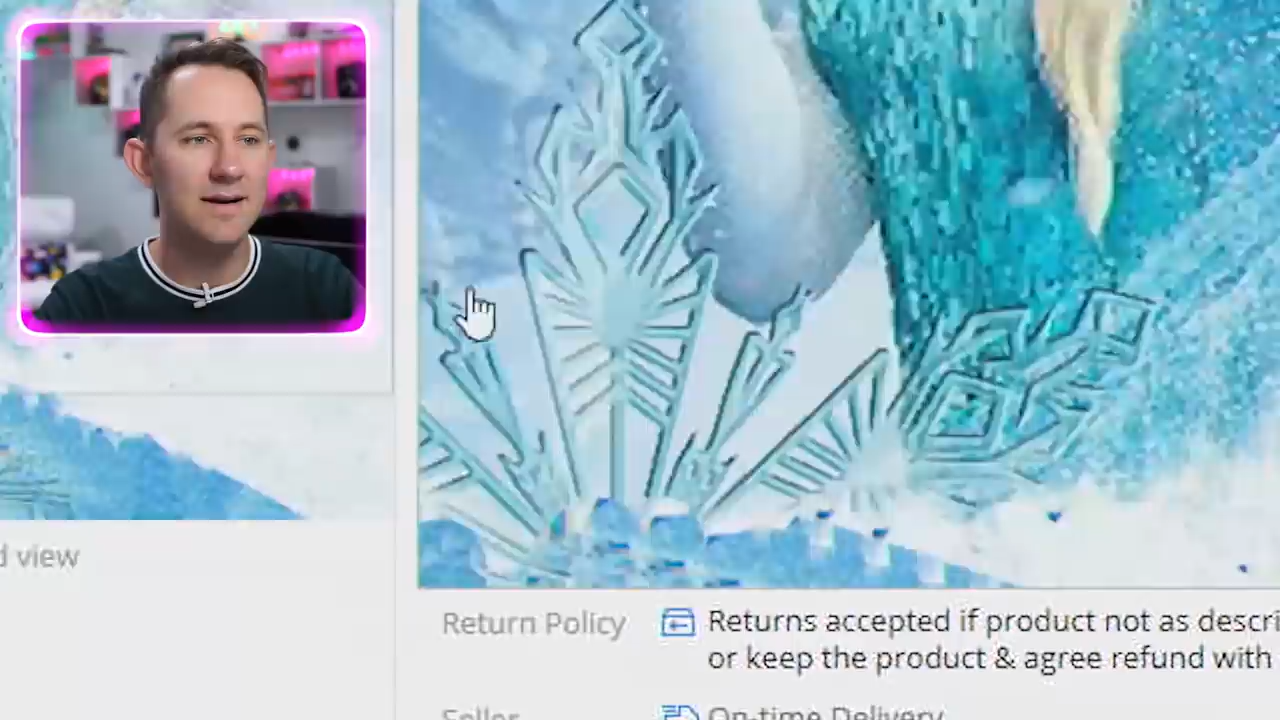 d view
Return Policy
Returns accepted if product not as descri
or keep the product & agree refund with
Seller
On-time Delivery